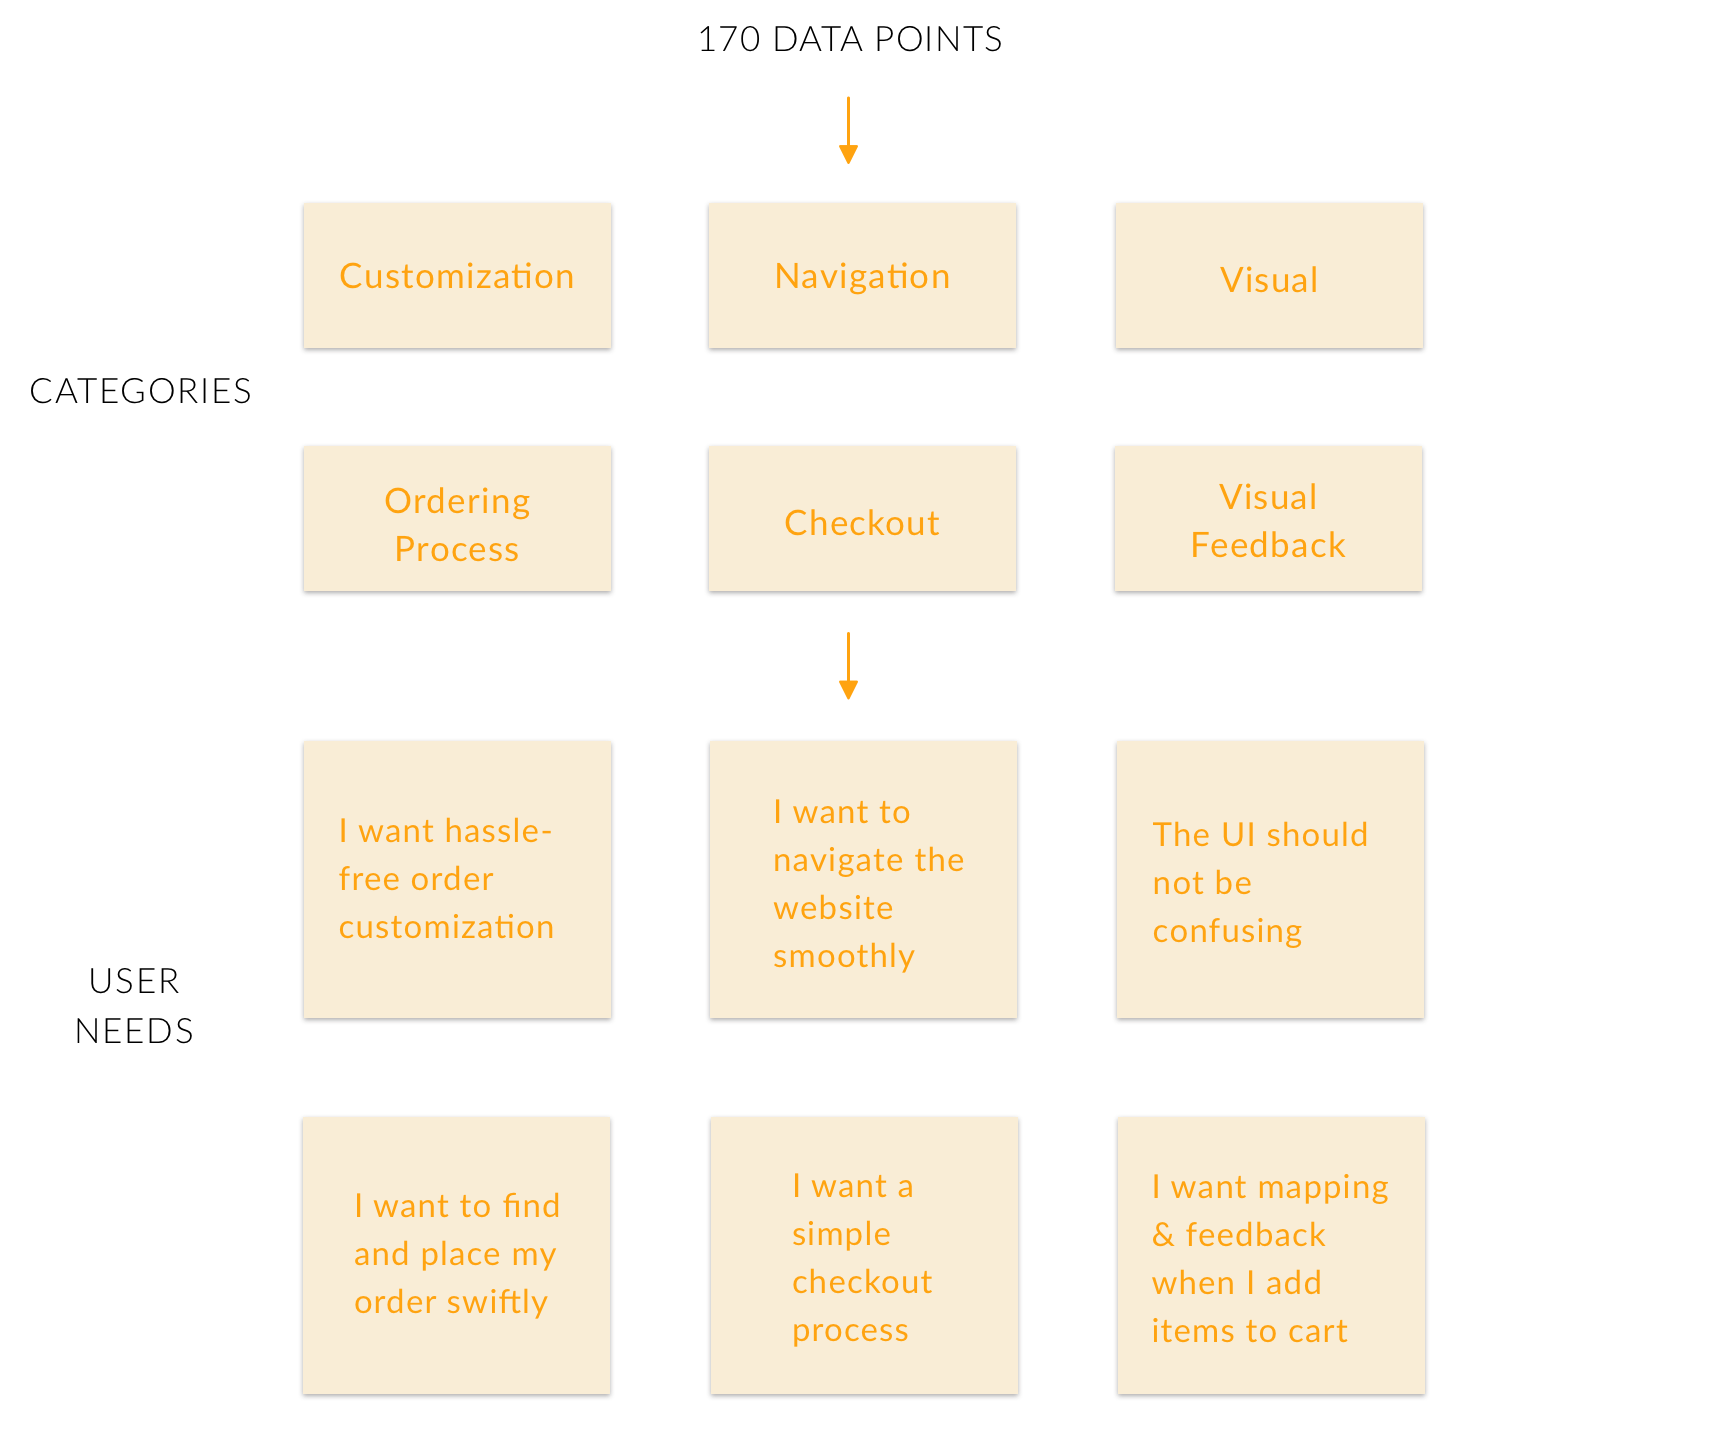 170 DATA POINTS
Customization
Navigation
Visual
CATEGORIES
Ordering
Process
Checkout
Visual
Feedback
I want hassle-
free order
customization
I want to
navigate the
website
smoothly
The UI should
not be
confusing
USER
NEEDS
I want to find
and place my
order swiftly
I want a
simple
checkout
process
I want mapping
& feedback
when I add
items to cart